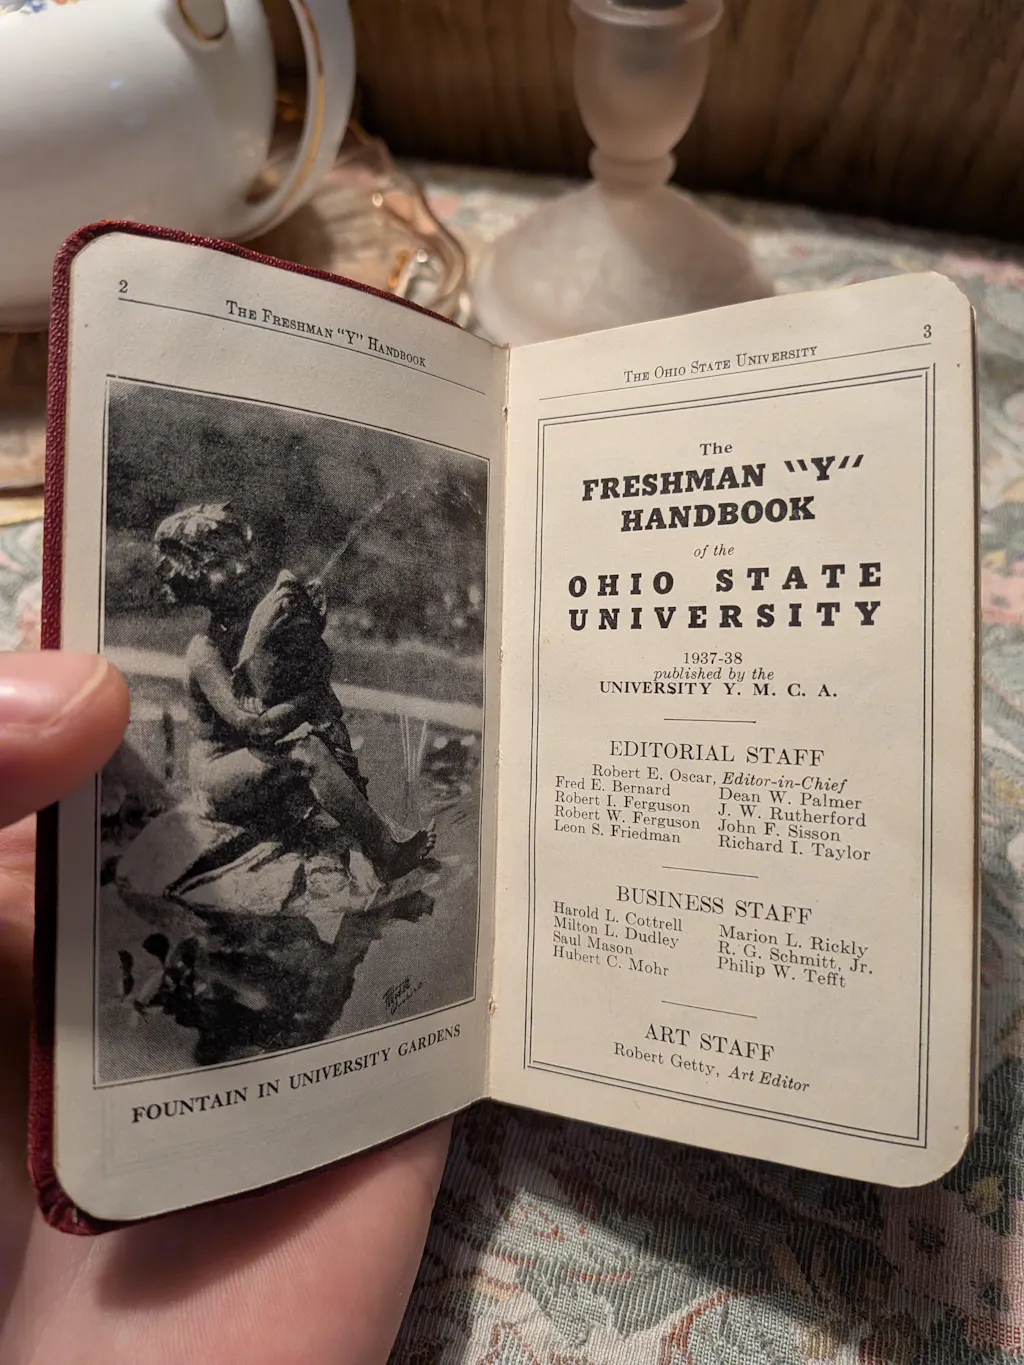 2
THE FRESHMAN "Y" HANDBOOK
FOUNTAIN IN UNIVERSITY GARDENS
3
THE OHIO STATE UNIVERSITY
The
FRESHMAN "Y"
HANDBOOK
of the
OHIO STATE
UNIVERSITY
1937-38
published by the
UNIVERSITY Y. M. C. A.
EDITORIAL STAFF
Robert E. Oscar, Editor-in-Chief
Fred E. Bernard
Robert I. Ferguson
Robert W. Ferguson
Leon S. Friedman
Dean W. Palmer
J. W. Rutherford
John F. Sisson
Richard I. Taylor
BUSINESS STAFF
Harold L. Cottrell
Milton L. Dudley
Saul Mason
Hubert C. Mohr
Marion L. Rickly
R. G. Schmitt, Jr.
Philip W. Tefft
ART STAFF
Robert Getty, Art Editor